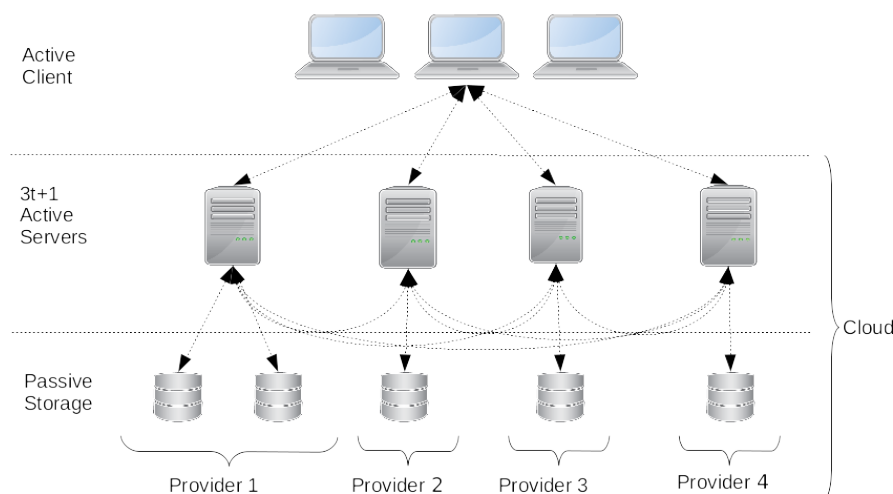 Active
Client
3t+1
Active
Servers
Cloud
Passive
Storage
Provider 1
Provider 2
Provider 3
Provider 4